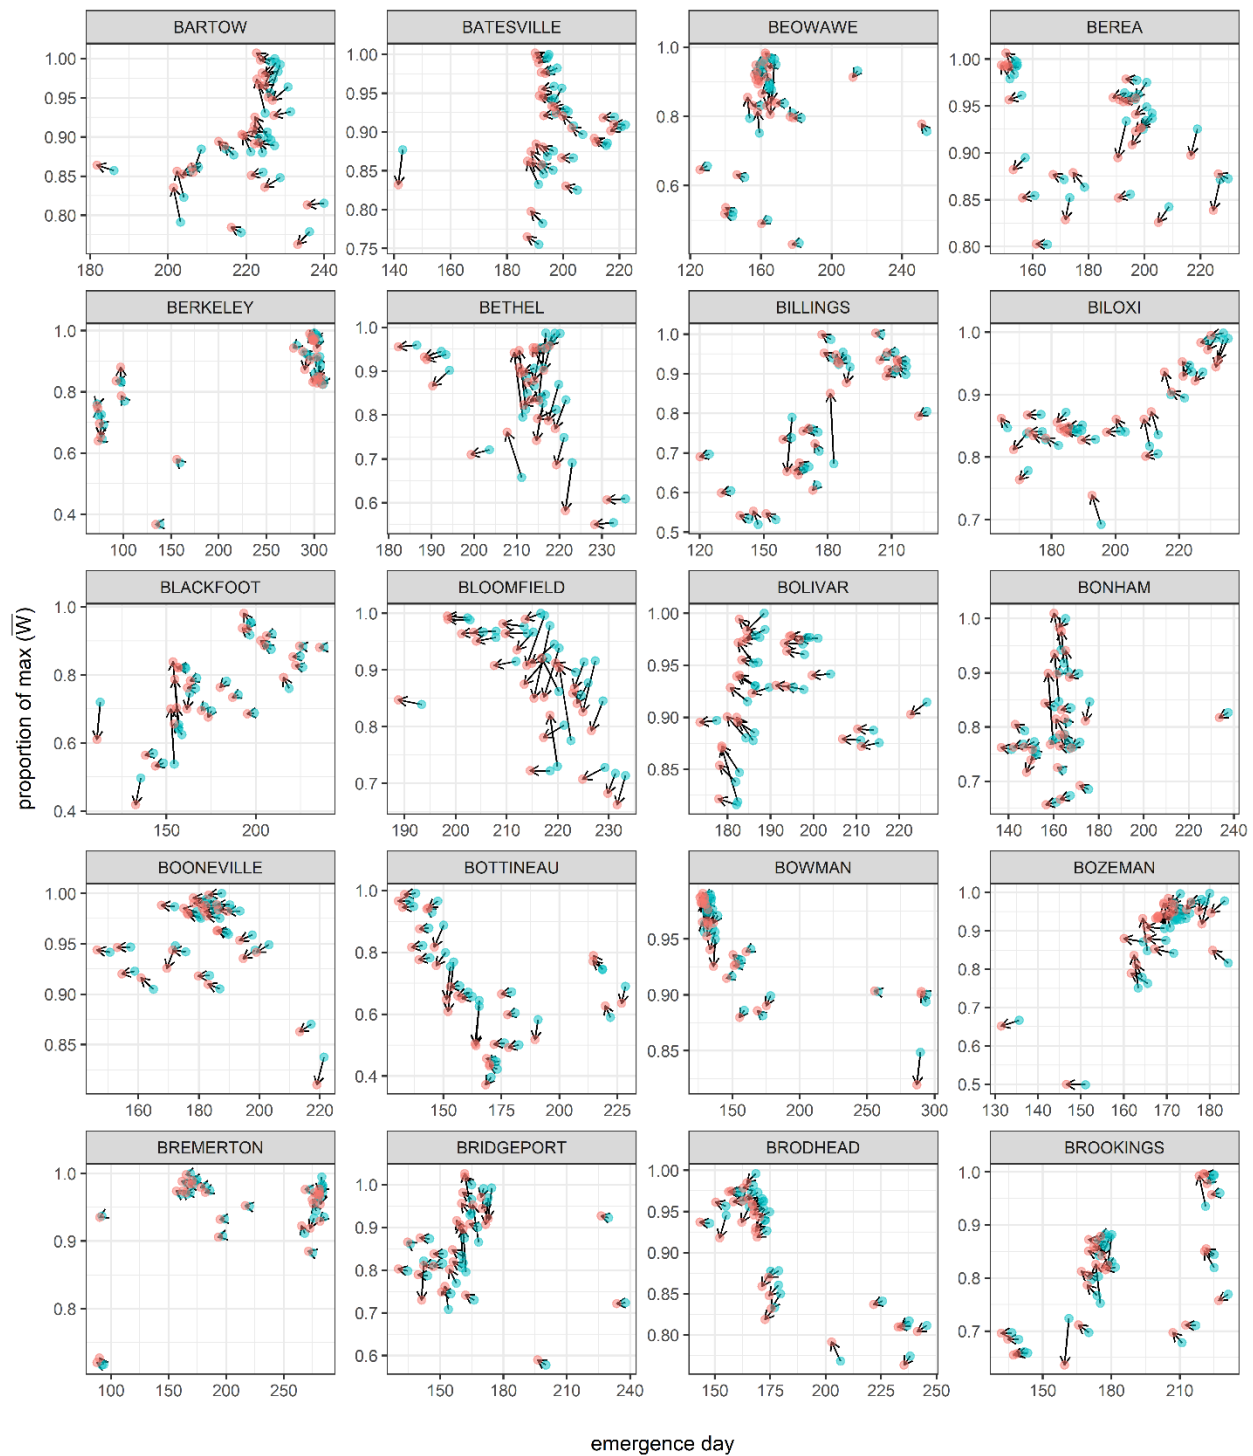 BARTOW BATESVILLE BEOWAWE BEREA
1.00 0.95 0.90 0.85 0.80
180 200 220 240
1.00 0.95 0.90 0.85 0.80 0.75
140 160 180 200 220
1.0 0.8 0.6
120 160 200 240
1.00 0.95 0.90 0.85 0.80
160 180 200 220
BERKELEY BETHEL BILLINGS BILOXI
1.0 0.8 0.6 0.4
100 150 200 250 300
1.0 0.9 0.8 0.7 0.6
180 190 200 210 220 230
1.0 0.9 0.8 0.7 0.6 0.5
120 150 180 210
1.0 0.9 0.8 0.7
180 200 220
BLACKFOOT BLOOMFIELD BOLIVAR BONHAM
1.0 0.8 0.6 0.4
150 200
1.0 0.9 0.8 0.7
190 200 210 220 230
1.00 0.95 0.90 0.85
180 190 200 210 220
1.0 0.9 0.8 0.7
140 160 180 200 220 240
proportion of max (W̅)
BOONEVILLE BOTTINEAU BOWMAN BOZEMAN
1.00 0.95 0.90 0.85
160 180 200 220
1.0 0.8 0.6 0.4
150 175 200 225
0.95 0.90 0.85
150 200 250 300
1.0 0.9 0.8 0.7 0.6 0.5
130 140 150 160 170 180
BREMERTON BRIDGEPORT BRODHEAD BROOKINGS
1.0 0.9 0.8
100 150 200 250
1.0 0.9 0.8 0.7 0.6
150 180 210 240
1.00 0.95 0.90 0.85 0.80
150 175 200 225 250
1.0 0.9 0.8 0.7
150 180 210
emergence day